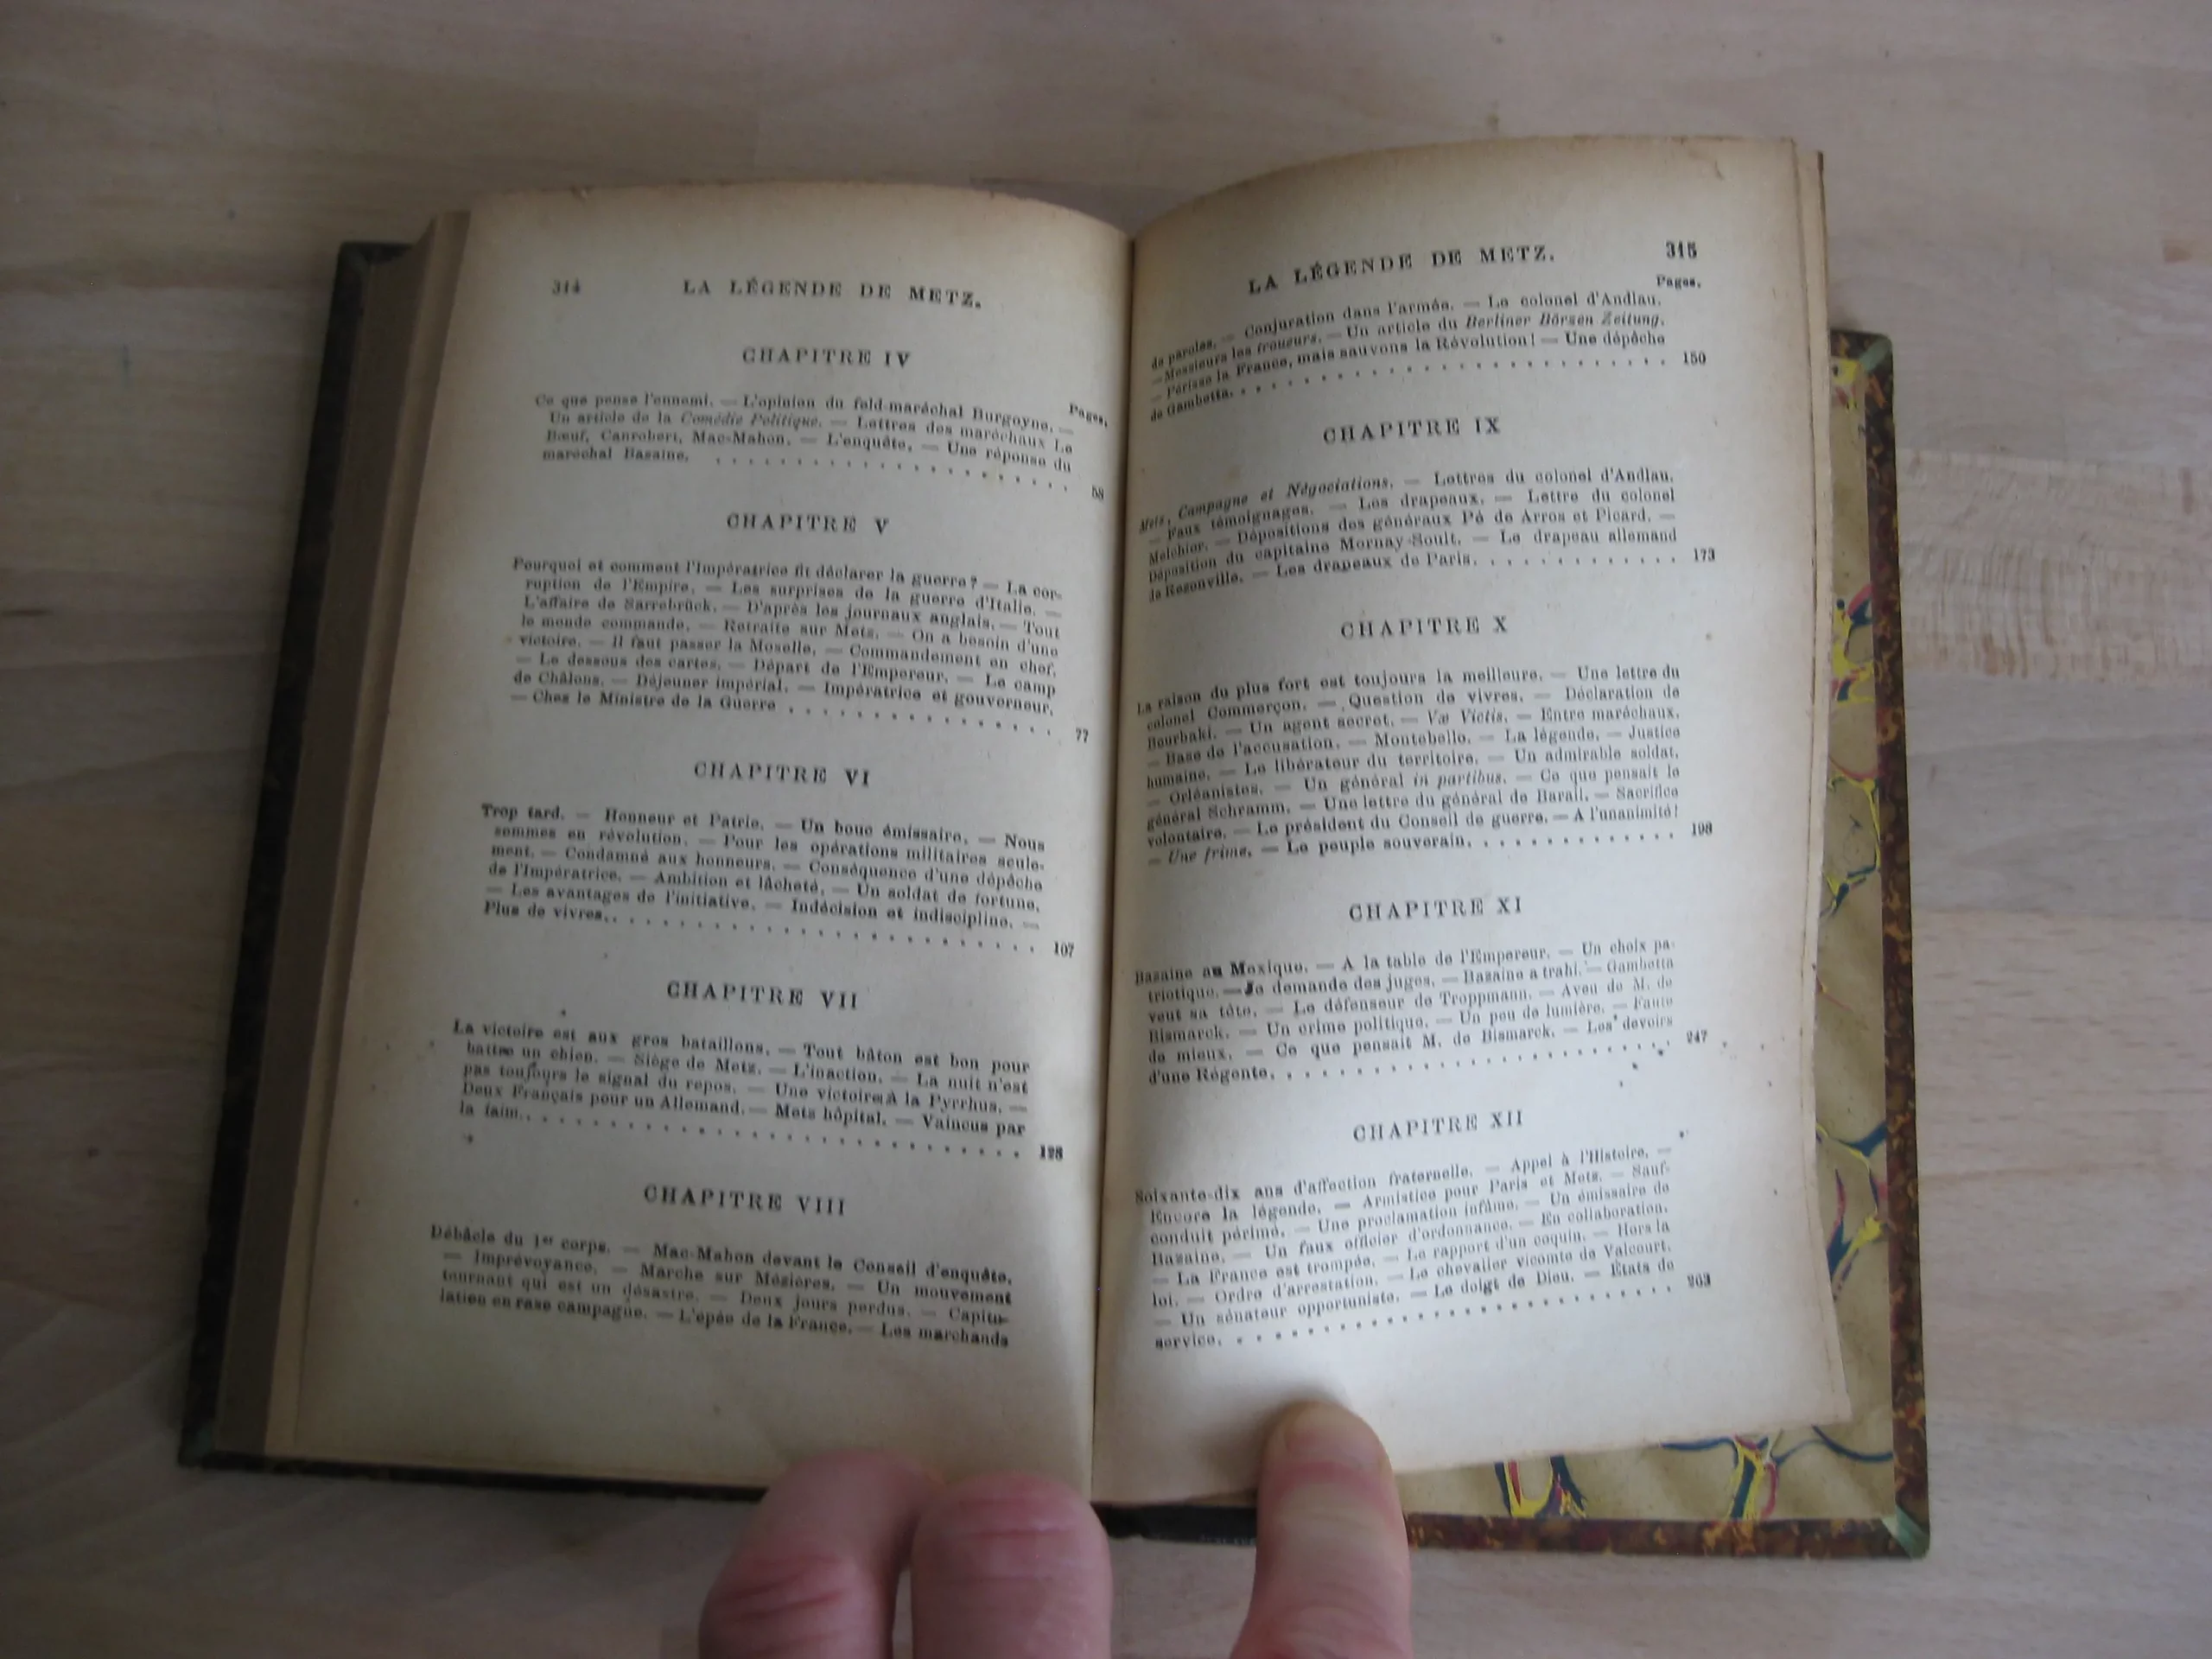 314 LA LÉGENDE DE METZ.
CHAPITRE IV
Pages.
Ce que pense l'ennemi. — L'opinion du feld-maréchal Burgoyne. —
Un article de la Comédie Politique. — Lettres des maréchaux Le
Bœuf, Canrobert, Mac-Mahon. — L'enquête. — Une réponse du
maréchal Bazaine. . . . . . . . . . . . . . . . . . . . 58
CHAPITRE V
Pourquoi et comment l'Impératrice fit déclarer la guerre? — La cor-
ruption de l'Empire. — Les surprises de la guerre d'Italie. —
L'affaire de Sarrebrück. — D'après les journaux anglais. — Tout
le monde commande. — Retraite sur Metz. — On a besoin d'une
victoire. — Il faut passer la Moselle. — Commandement en chef.
— Le dessous des cartes. — Départ de l'Empereur. — Le camp
de Châlons. — Déjeuner impérial. — Impératrice et gouverneur.
— Chez le Ministre de la Guerre . . . . . . . . . . . . . . . 77
CHAPITRE VI
Trop tard. — Honneur et Patrie. — Un bouc émissaire. — Nous
sommes en révolution. — Pour les opérations militaires seule-
ment. — Condamné aux honneurs. — Conséquence d'une dépêche
de l'Impératrice. — Ambition et lâcheté. — Un soldat de fortune.
— Les avantages de l'initiative. — Indécision et indiscipline. —
Plus de vivres. . . . . . . . . . . . . . . . . . . . . . . . 107
CHAPITRE VII
La victoire est aux gros bataillons. — Tout bâton est bon pour
battre un chien. — Siège de Metz. — L'inaction. — La nuit n'est
pas toujours le signal du repos. — Une victoire à la Pyrrhus. —
Deux Français pour un Allemand. — Metz hôpital. — Vaincus par
la faim. . . . . . . . . . . . . . . . . . . . . . . . . . . 128
CHAPITRE VIII
Débâcle du 1er corps. — Mac-Mahon devant le Conseil d'enquête.
— Imprévoyance. — Marche sur Mézières. — Un mouvement
tournant qui est un désastre. — Deux jours perdus. — Capitu-
lation en rase campagne. — L'épée de la France. — Les marchands
LA LÉGENDE DE METZ. 315
Pages.
de paroles. — Conjuration dans l'armée. — Le colonel d'Andlau.
— Messieurs les troueurs. — Un article du Berliner Börsen Zeitung.
— Périsse la France, mais sauvons la Révolution! — Une dépêche
de Gambetta. . . . . . . . . . . . . . . . . . . . . . . . . 150
CHAPITRE IX
Metz, Campagne et Négociations. — Lettres du colonel d'Andlau.
— Faux témoignages. — Les drapeaux. — Lettre du colonel
Melchior. — Dépositions des généraux Pé de Arros et Picard. —
Déposition du capitaine Mornay-Soult. — Le drapeau allemand
de Rezonville. — Les drapeaux de Paris. . . . . . . . . . . . . 173
CHAPITRE X
La raison du plus fort est toujours la meilleure. — Une lettre du
colonel Commerçon. — Question de vivres. — Déclaration de
Bourbaki. — Un agent secret. — Væ Victis. — Entre maréchaux.
— Base de l'accusation. — Montebello. — La légende. — Justice
humaine. — Le libérateur du territoire. — Un admirable soldat.
— Orléanistes. — Un général in partibus. — Ce que pensait le
général Schramm. — Une lettre du général de Barail. — Sacrifice
volontaire. — Le président du Conseil de guerre. — A l'unanimité!
— Une frime. — Le peuple souverain. . . . . . . . . . . . . . 198
CHAPITRE XI
Bazaine au Mexique. — A la table de l'Empereur. — Un choix pa-
triotique. — Je demande des juges. — Bazaine a trahi. — Gambetta
veut sa tête. — Le défenseur de Troppmann. — Aveu de M. de
Bismarck. — Un crime politique. — Un peu de lumière. — Faute
de mieux. — Ce que pensait M. de Bismarck. — Les devoirs
d'une Régente. . . . . . . . . . . . . . . . . . . . . . . . 247
CHAPITRE XII
Soixante-dix ans d'affection fraternelle. — Appel à l'Histoire. —
Encore la légende. — Armistice pour Paris et Metz. — Sauf-
conduit périmé. — Une proclamation infâme. — Un émissaire de
Bazaine. — Un faux officier d'ordonnance. — En collaboration.
— La France est trompée. — Le rapport d'un coquin. — Hors la
loi. — Ordre d'arrestation. — Le chevalier vicomte de Valcourt.
— Un sénateur opportuniste. — Le doigt de Dieu. — États de
service. . . . . . . . . . . . . . . . . . . . . . . . . . . 263